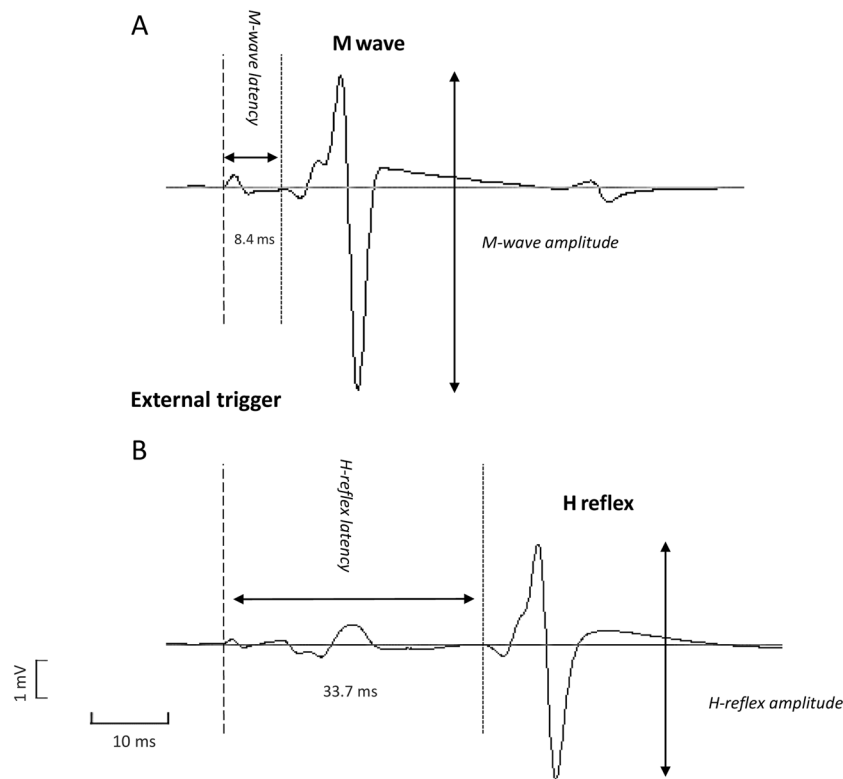 A
M-wave latency
M wave
8.4 ms
M-wave amplitude
External trigger
B
H-reflex latency
H reflex
33.7 ms
1 mV
10 ms
H-reflex amplitude